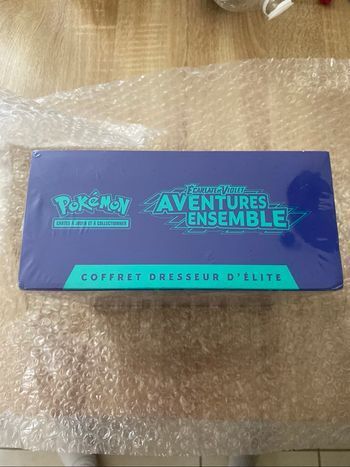 POKÉMON
CARTES À JOUER ET À COLLECTIONNER
ÉCARLATE ET VIOLET
AVENTURES
ENSEMBLE
COFFRET DRESSEUR D'ÉLITE